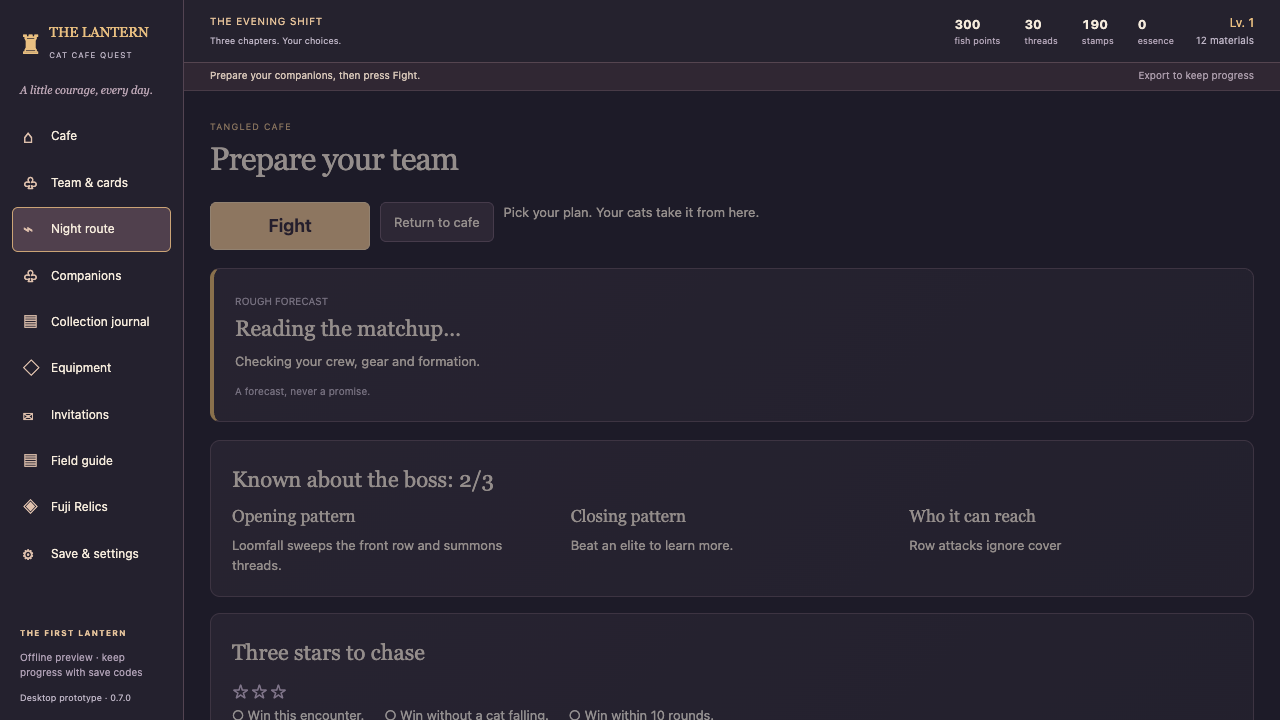 THE LANTERN
CAT CAFE QUEST
A little courage, every day.
Cafe
Team & cards
Night route
Companions
Collection journal
Equipment
Invitations
Field guide
Fuji Relics
Save & settings
THE FIRST LANTERN
Offline preview · keep
progress with save codes
Desktop prototype · 0.7.0
THE EVENING SHIFT
Three chapters. Your choices.
300 fish points
30 threads
190 stamps
0 essence
Lv. 1
12 materials
Prepare your companions, then press Fight.
Export to keep progress
TANGLED CAFE
Prepare your team
Fight
Return to cafe
Pick your plan. Your cats take it from here.
ROUGH FORECAST
Reading the matchup...
Checking your crew, gear and formation.
A forecast, never a promise.
Known about the boss: 2/3
Opening pattern
Loomfall sweeps the front row and summons
threads.
Closing pattern
Beat an elite to learn more.
Who it can reach
Row attacks ignore cover
Three stars to chase
☆☆☆
Win this encounter.
Win without a cat falling.
Win within 10 rounds.